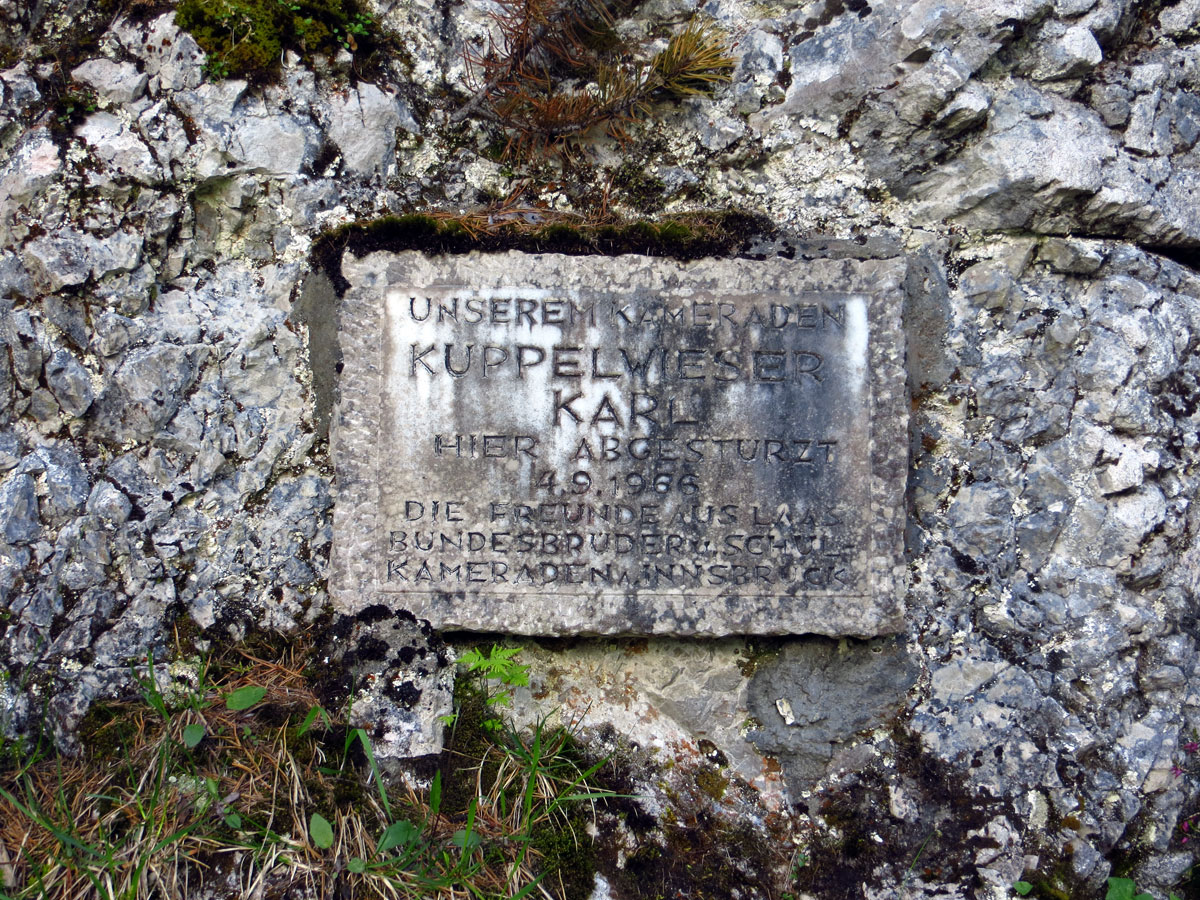 UNSEREM KAMERADEN
KUPPELWIESER
KARL
HIER ABGESTÜRZT
4.9.1966
DIE FREUNDE AUS LAAS
BUNDESBRÜDER U. SCHUL-
KAMERADEN V. INNSBRUCK